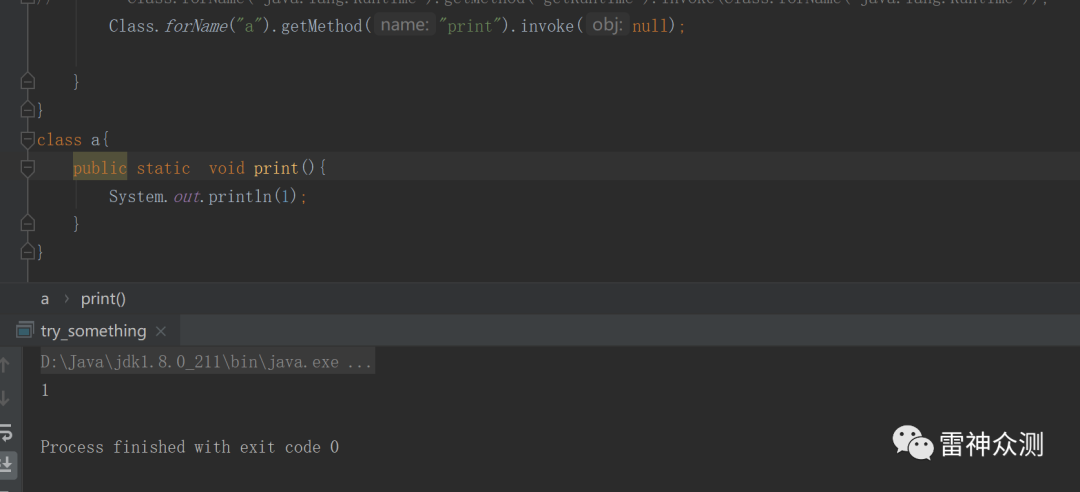 Class.forName("a").getMethod( name: "print").invoke( obj: null);
}
}
class a{
public static  void print(){
System.out.println(1);
}
}
a › print()
try_something ×
D:\Java\jdk1.8.0_211\bin\java.exe ...
1
Process finished with exit code 0
雷神众测